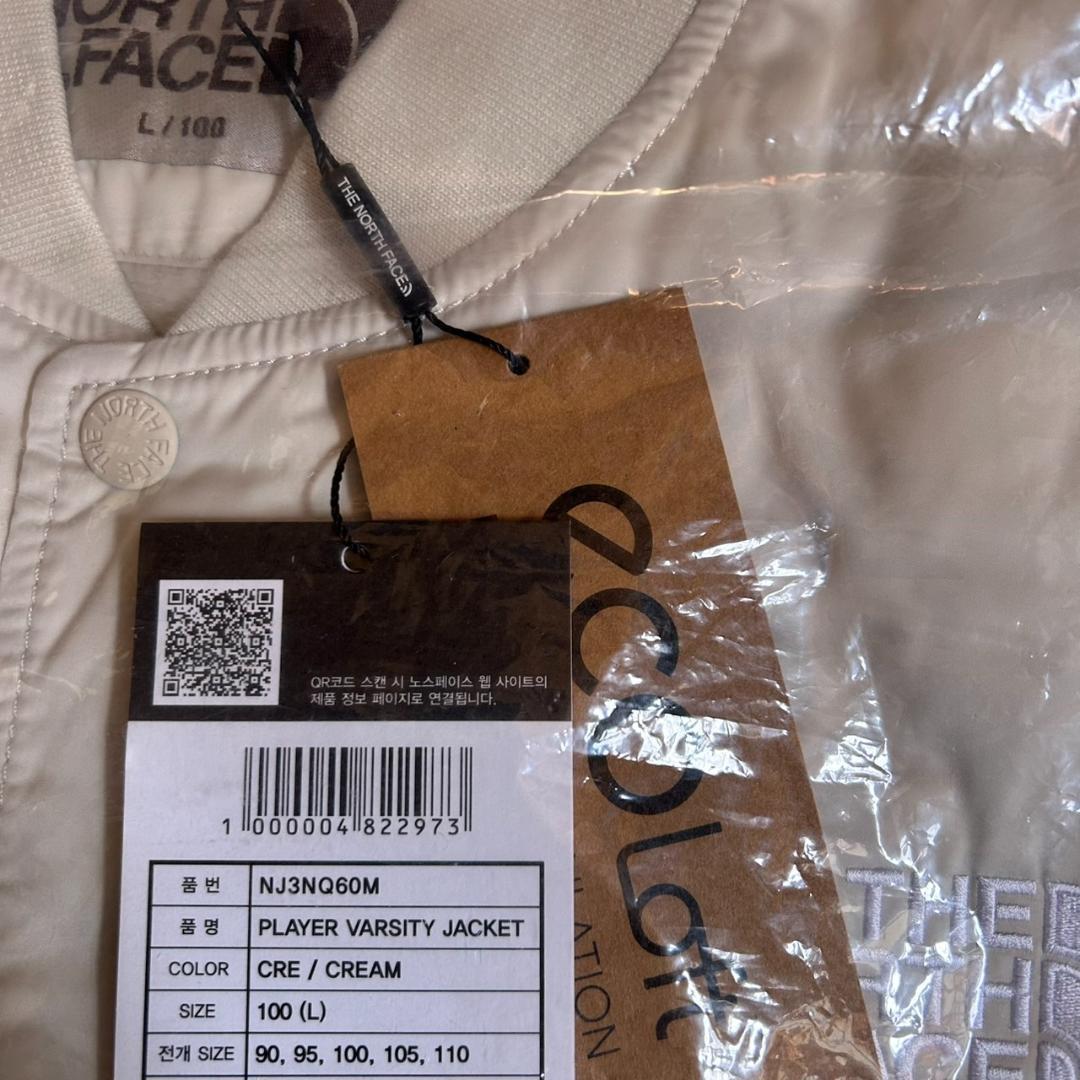 NORTH
FACE
L / 100
THE NORTH FACE
THE NORTH FACE
ecoloft
QR코드 스캔 시 노스페이스 웹 사이트의
제품 정보 페이지로 연결됩니다.
1 000004 822973
품 번 NJ3NQ60M
품 명 PLAYER VARSITY JACKET
COLOR CRE / CREAM
SIZE 100 (L)
전개 SIZE 90, 95, 100, 105, 110
THE